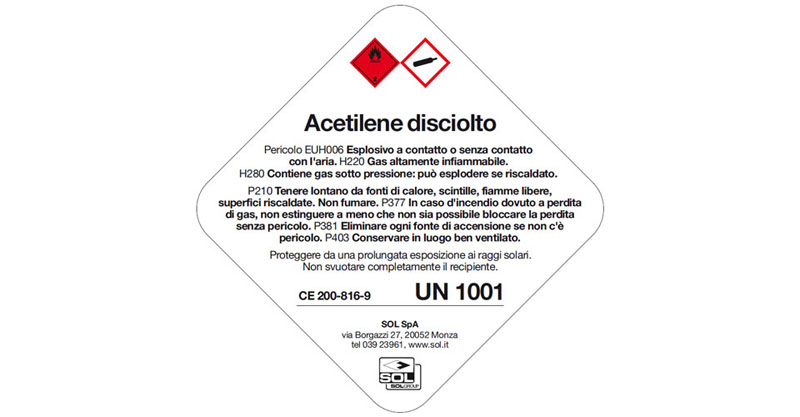 2
Acetilene disciolto
Pericolo EUH006 Esplosivo a contatto o senza contatto
con l'aria. H220 Gas altamente infiammabile.
H280 Contiene gas sotto pressione: può esplodere se riscaldato.
P210 Tenere lontano da fonti di calore, scintille, fiamme libere,
superfici riscaldate. Non fumare. P377 In caso d'incendio dovuto a perdita
di gas, non estinguere a meno che non sia possibile bloccare la perdita
senza pericolo. P381 Eliminare ogni fonte di accensione se non c'è
pericolo. P403 Conservare in luogo ben ventilato.
Proteggere da una prolungata esposizione ai raggi solari.
Non svuotare completamente il recipiente.
CE 200-816-9 UN 1001
SOL SpA
via Borgazzi 27, 20052 Monza
tel 039 23961, www.sol.it
SOL
SOLGROUP